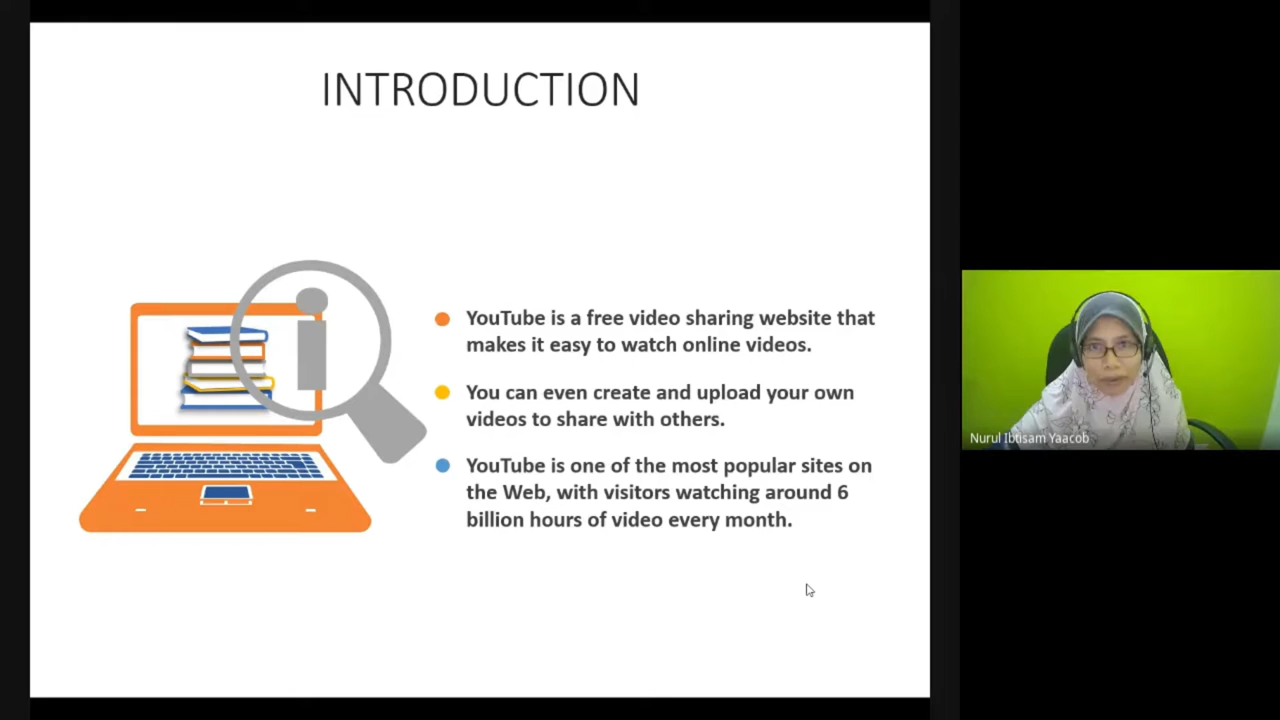 INTRODUCTION
YouTube is a free video sharing website that
makes it easy to watch online videos.
You can even create and upload your own
videos to share with others.
YouTube is one of the most popular sites on
the Web, with visitors watching around 6
billion hours of video every month.
Nurul Ibtisam Yaacob